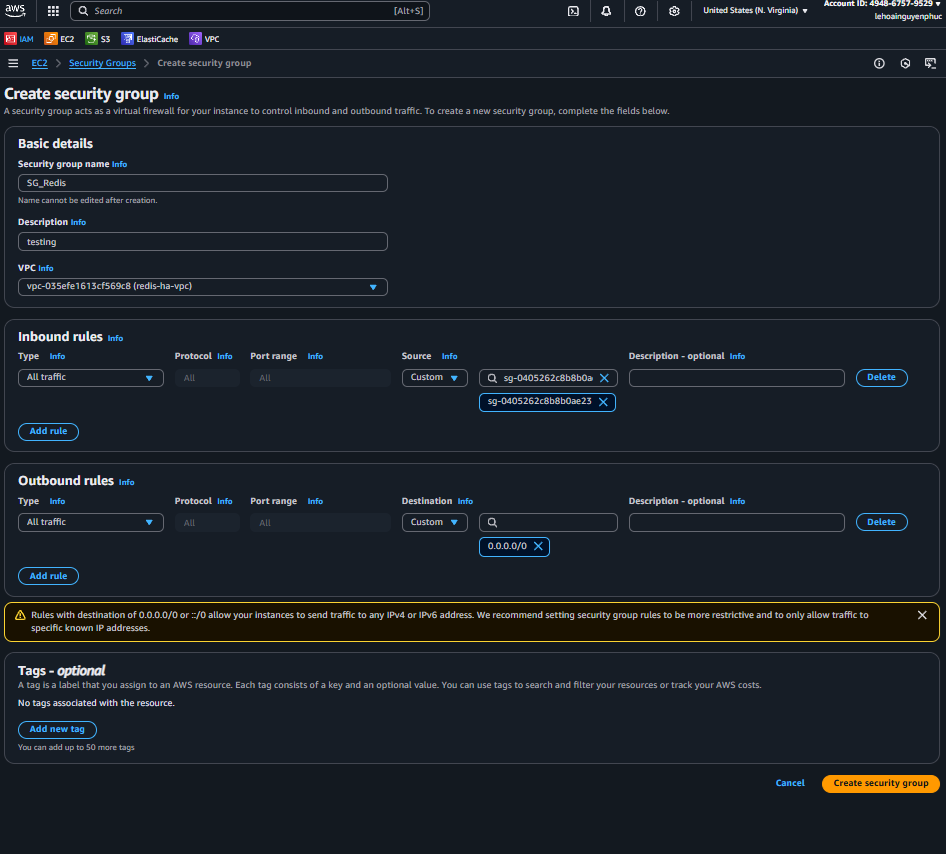 aws Search [Alt+S] United States (N. Virginia) Account ID: 4948-6757-9529
lehoainguyenphuc
IAM EC2 S3 ElastiCache VPC
EC2 Security Groups Create security group
Create security group Info
A security group acts as a virtual firewall for your instance to control inbound and outbound traffic. To create a new security group, complete the fields below.
Basic details
Security group name Info
SG_Redis
Name cannot be edited after creation.
Description Info
testing
VPC Info
vpc-035efe1613cf569c8 (redis-ha-vpc)
Inbound rules Info
Type Info Protocol Info Port range Info Source Info Description - optional Info
All traffic All All Custom sg-0405262c8b8b0a Delete
sg-0405262c8b8b0ae23
Add rule
Outbound rules Info
Type Info Protocol Info Port range Info Destination Info Description - optional Info
All traffic All All Custom Delete
0.0.0.0/0
Add rule
Rules with destination of 0.0.0.0/0 or ::/0 allow your instances to send traffic to any IPv4 or IPv6 address. We recommend setting security group rules to be more restrictive and to only allow traffic to
specific known IP addresses.
Tags - optional
A tag is a label that you assign to an AWS resource. Each tag consists of a key and an optional value. You can use tags to search and filter your resources or track your AWS costs.
No tags associated with the resource.
Add new tag
You can add up to 50 more tags
Cancel Create security group